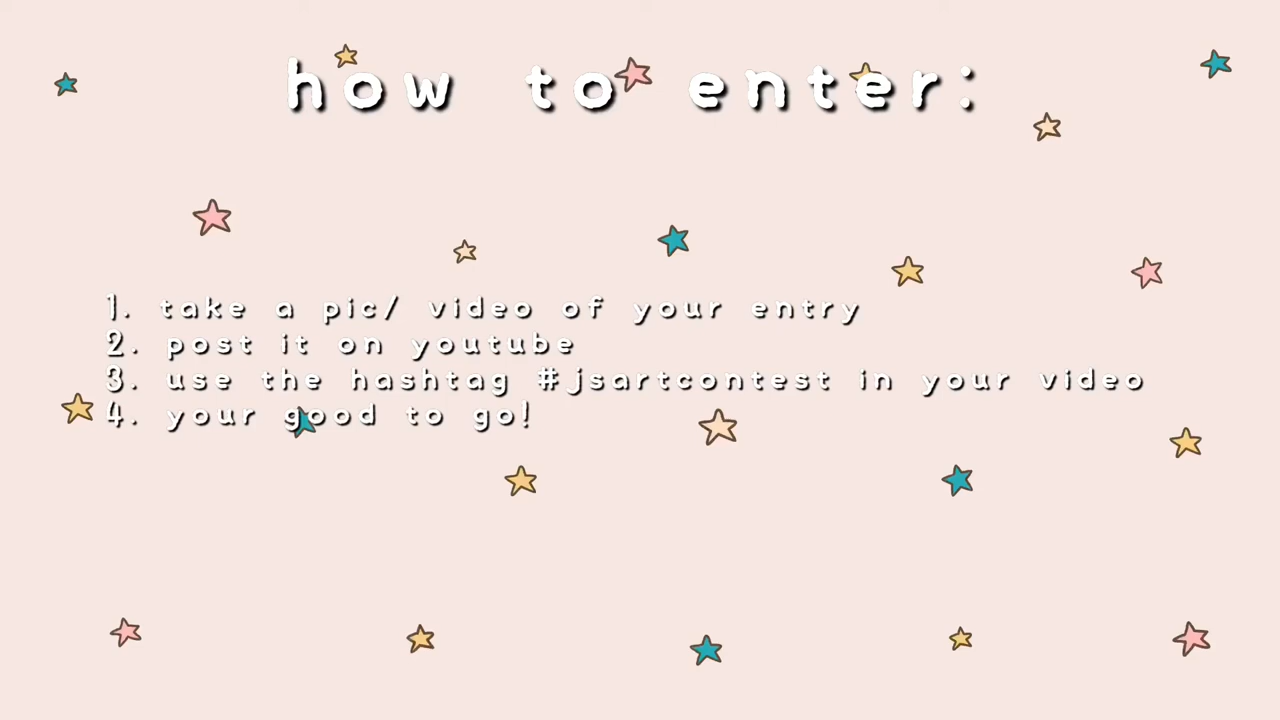 how to enter:
1. take a pic/ video of your entry
2. post it on youtube
3. use the hashtag #jsartcontest in your video
4. your good to go!